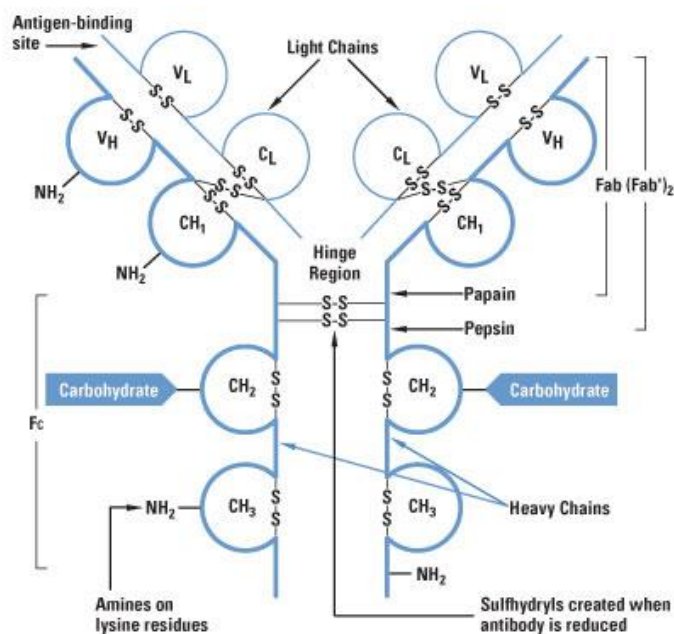 Antigen-binding
site
Light Chains
VL
VL
VH
VH
S-S
S-S
S-S
S-S
CL
CL
S-S
S-S
S-S
S-S
S-S
S-S
NH2
CH1
CH1
Fab (Fab')2
NH2
Hinge
Region
S-S
S-S
Papain
Pepsin
Carbohydrate
CH2
S
S
S
S
CH2
Carbohydrate
Fc
NH2
CH3
S
S
S
S
CH3
Heavy Chains
NH2
Amines on
lysine residues
Sulfhydryls created when
antibody is reduced